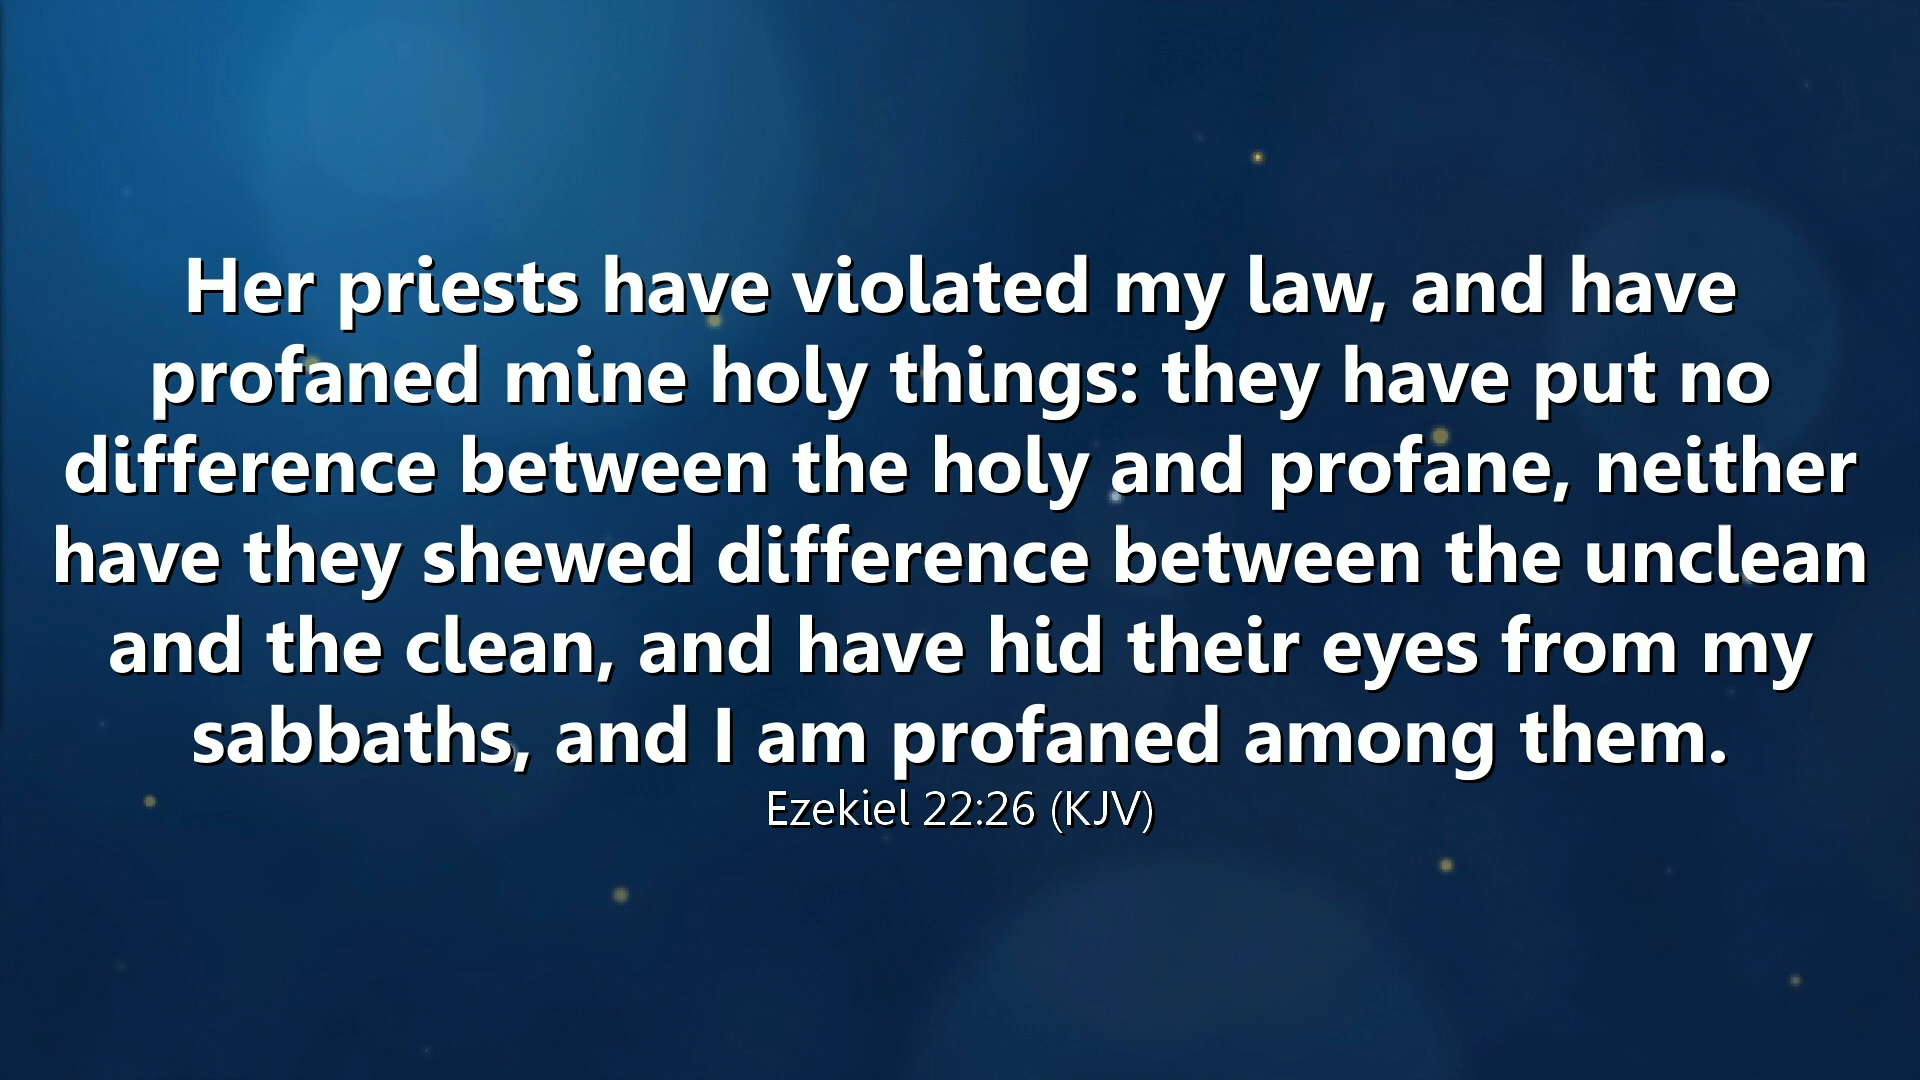 Her priests have violated my law, and have
profaned mine holy things: they have put no
difference between the holy and profane, neither
have they shewed difference between the unclean
and the clean, and have hid their eyes from my
sabbaths, and I am profaned among them.
Ezekiel 22:26 (KJV)